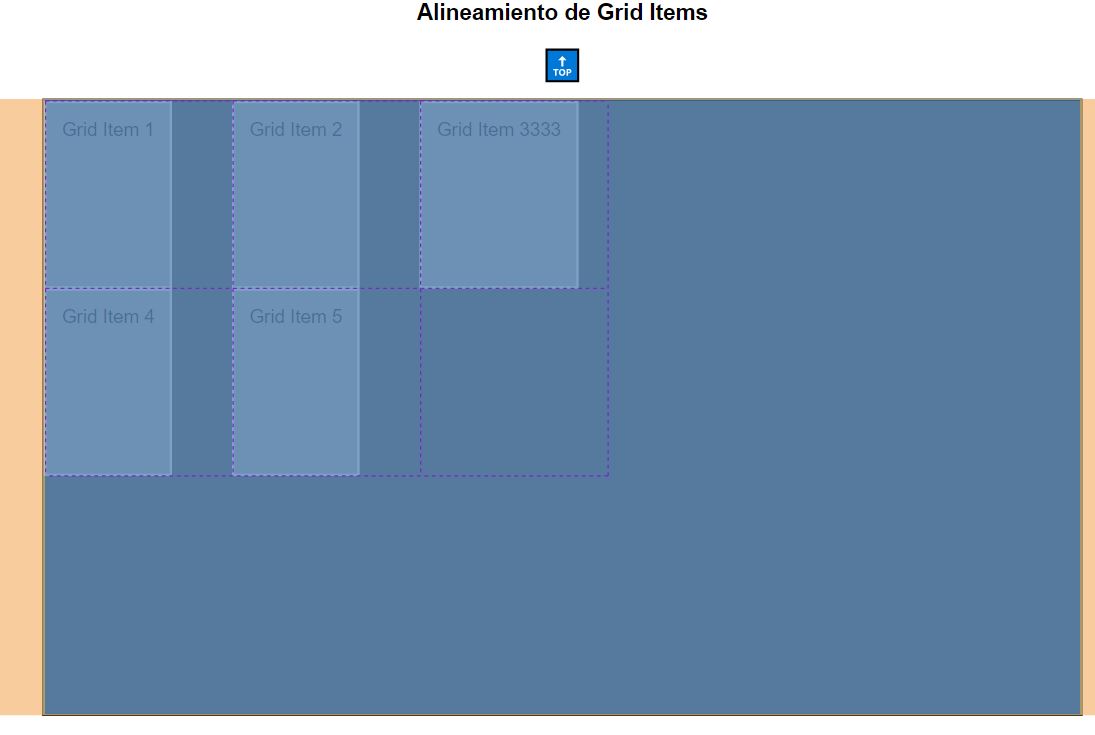 Alineamiento de Grid Items
TOP
Grid Item 1
Grid Item 2
Grid Item 3333
Grid Item 4
Grid Item 5